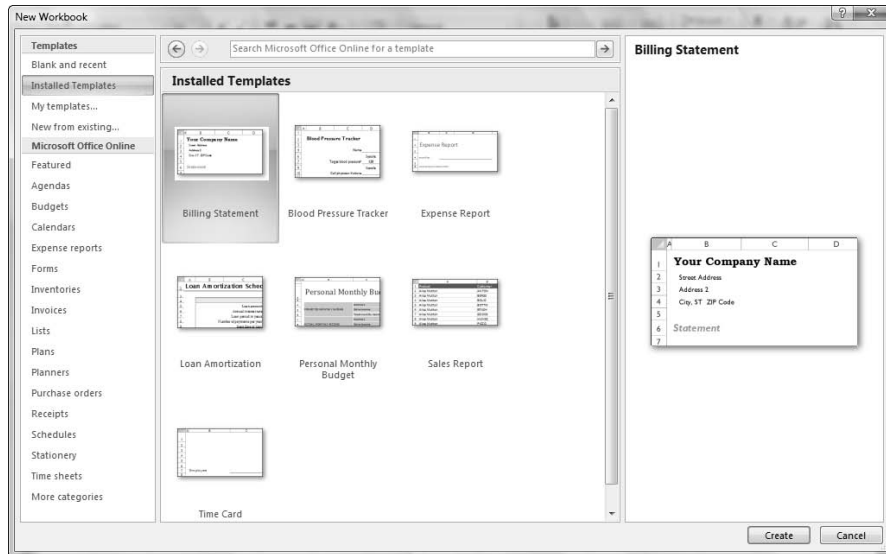 New Workbook
Templates
Blank and recent
Installed Templates
My templates...
New from existing...
Microsoft Office Online
Featured
Agendas
Budgets
Calendars
Expense reports
Forms
Inventories
Invoices
Lists
Plans
Planners
Purchase orders
Receipts
Schedules
Stationery
Time sheets
More categories
Search Microsoft Office Online for a template
Installed Templates
Your Company Name
Blood Pressure Tracker
Expense Report
Billing Statement
Blood Pressure Tracker
Expense Report
Loan Amortization Sched
Personal Monthly Bu
Loan Amortization
Personal Monthly
Budget
Sales Report
Time Card
Billing Statement
A B C D
1 Your Company Name
2 Street Address
3 Address 2
4 City, ST ZIP Code
5
6 Statement
7
Create
Cancel